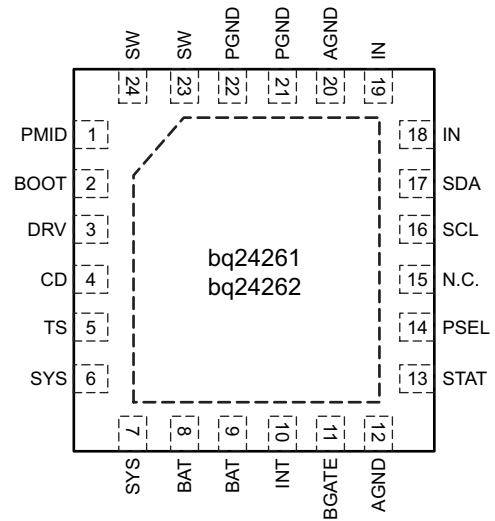 SW
SW
PGND
PGND
AGND
IN
24
23
22
21
20
19
PMID 1
BOOT 2
DRV 3
CD 4
TS 5
SYS 6
18 IN
17 SDA
16 SCL
15 N.C.
14 PSEL
13 STAT
bq24261
bq24262
7
8
9
10
11
12
SYS
BAT
BAT
INT
BGATE
AGND